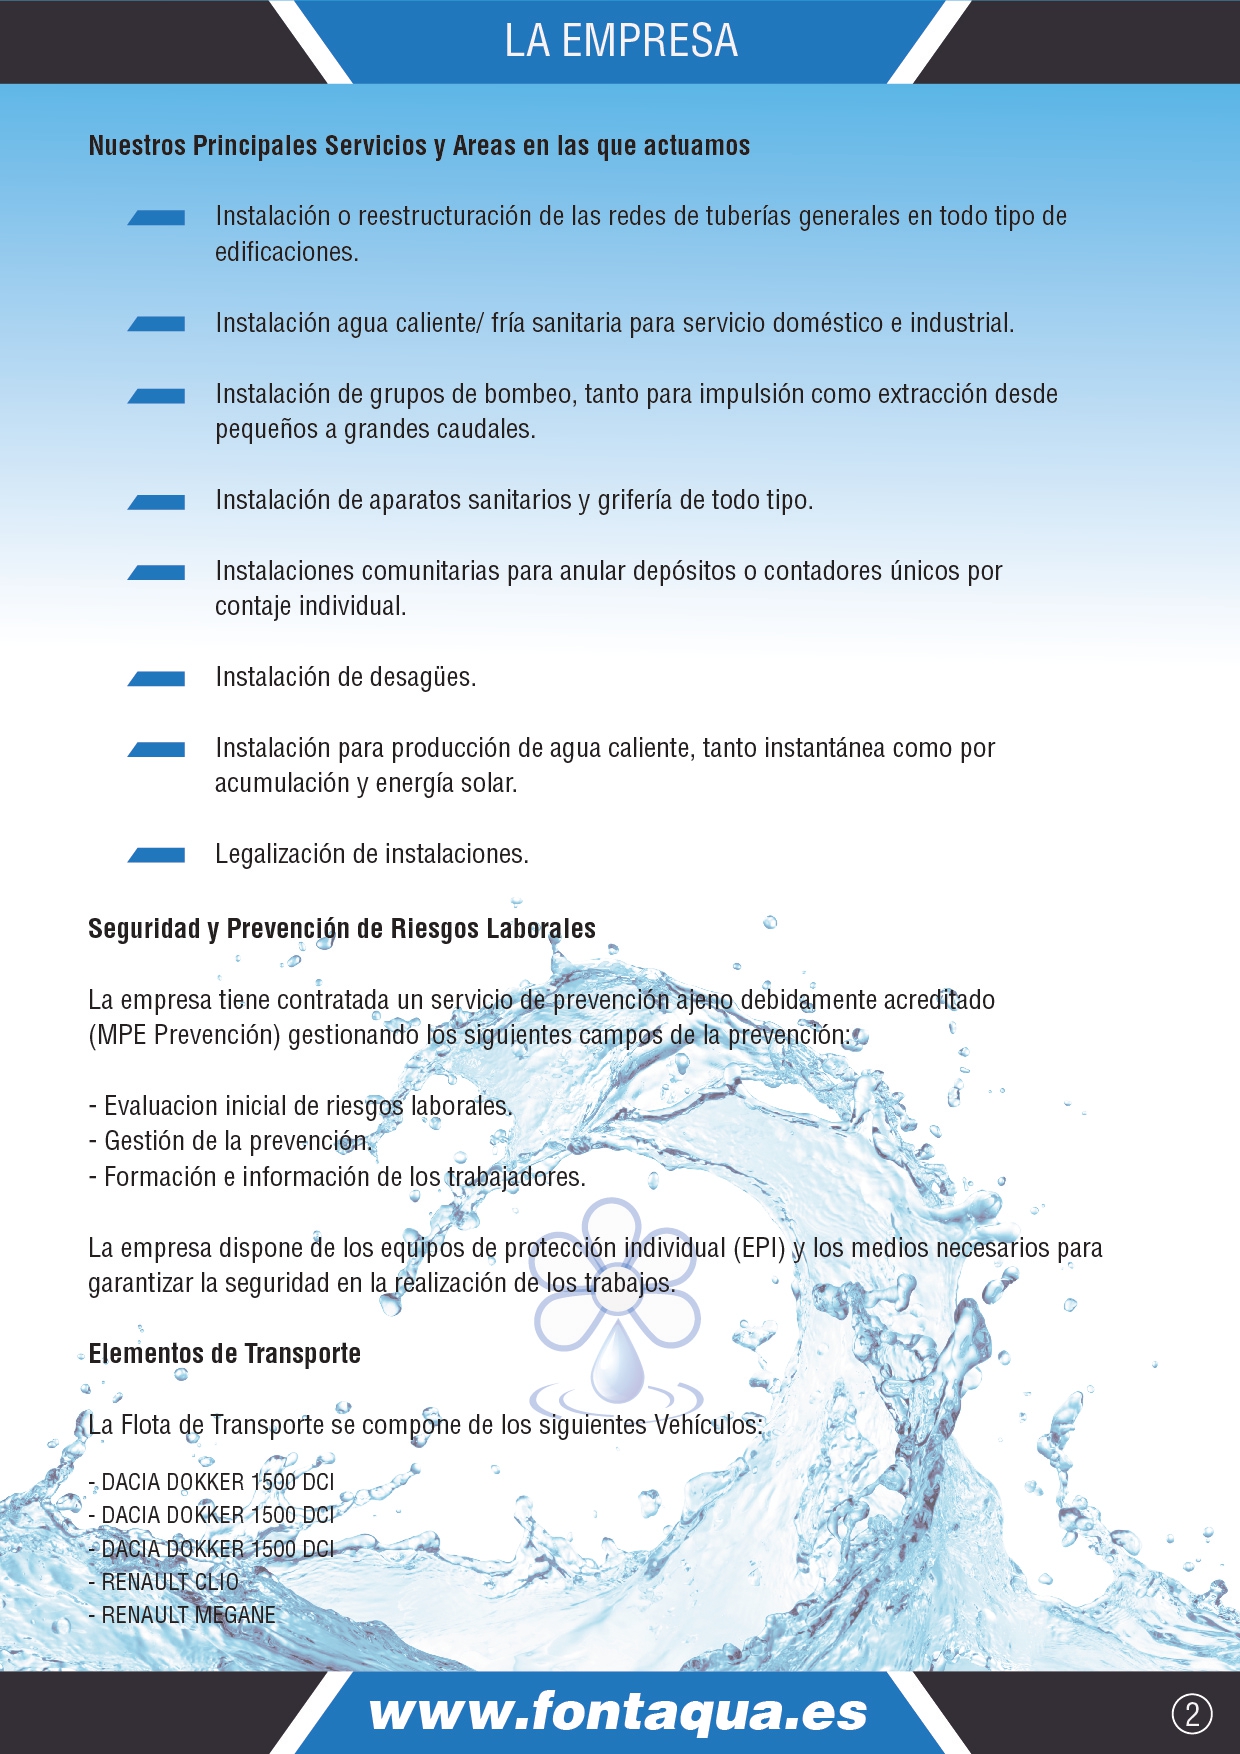 LA EMPRESA
Nuestros Principales Servicios y Areas en las que actuamos
Instalación o reestructuración de las redes de tuberías generales en todo tipo de
edificaciones.
Instalación agua caliente/ fría sanitaria para servicio doméstico e industrial.
Instalación de grupos de bombeo, tanto para impulsión como extracción desde
pequeños a grandes caudales.
Instalación de aparatos sanitarios y grifería de todo tipo.
Instalaciones comunitarias para anular depósitos o contadores únicos por
contaje individual.
Instalación de desagües.
Instalación para producción de agua caliente, tanto instantánea como por
acumulación y energía solar.
Legalización de instalaciones.
Seguridad y Prevención de Riesgos Laborales
La empresa tiene contratada un servicio de prevención ajeno debidamente acreditado
(MPE Prevención) gestionando los siguientes campos de la prevención:
- Evaluacion inicial de riesgos laborales.
- Gestión de la prevención.
- Formación e información de los trabajadores.
La empresa dispone de los equipos de protección individual (EPI) y los medios necesarios para
garantizar la seguridad en la realización de los trabajos.
Elementos de Transporte
La Flota de Transporte se compone de los siguientes Vehículos:
- DACIA DOKKER 1500 DCI
- DACIA DOKKER 1500 DCI
- DACIA DOKKER 1500 DCI
- RENAULT CLIO
- RENAULT MEGANE
www.fontaqua.es
2